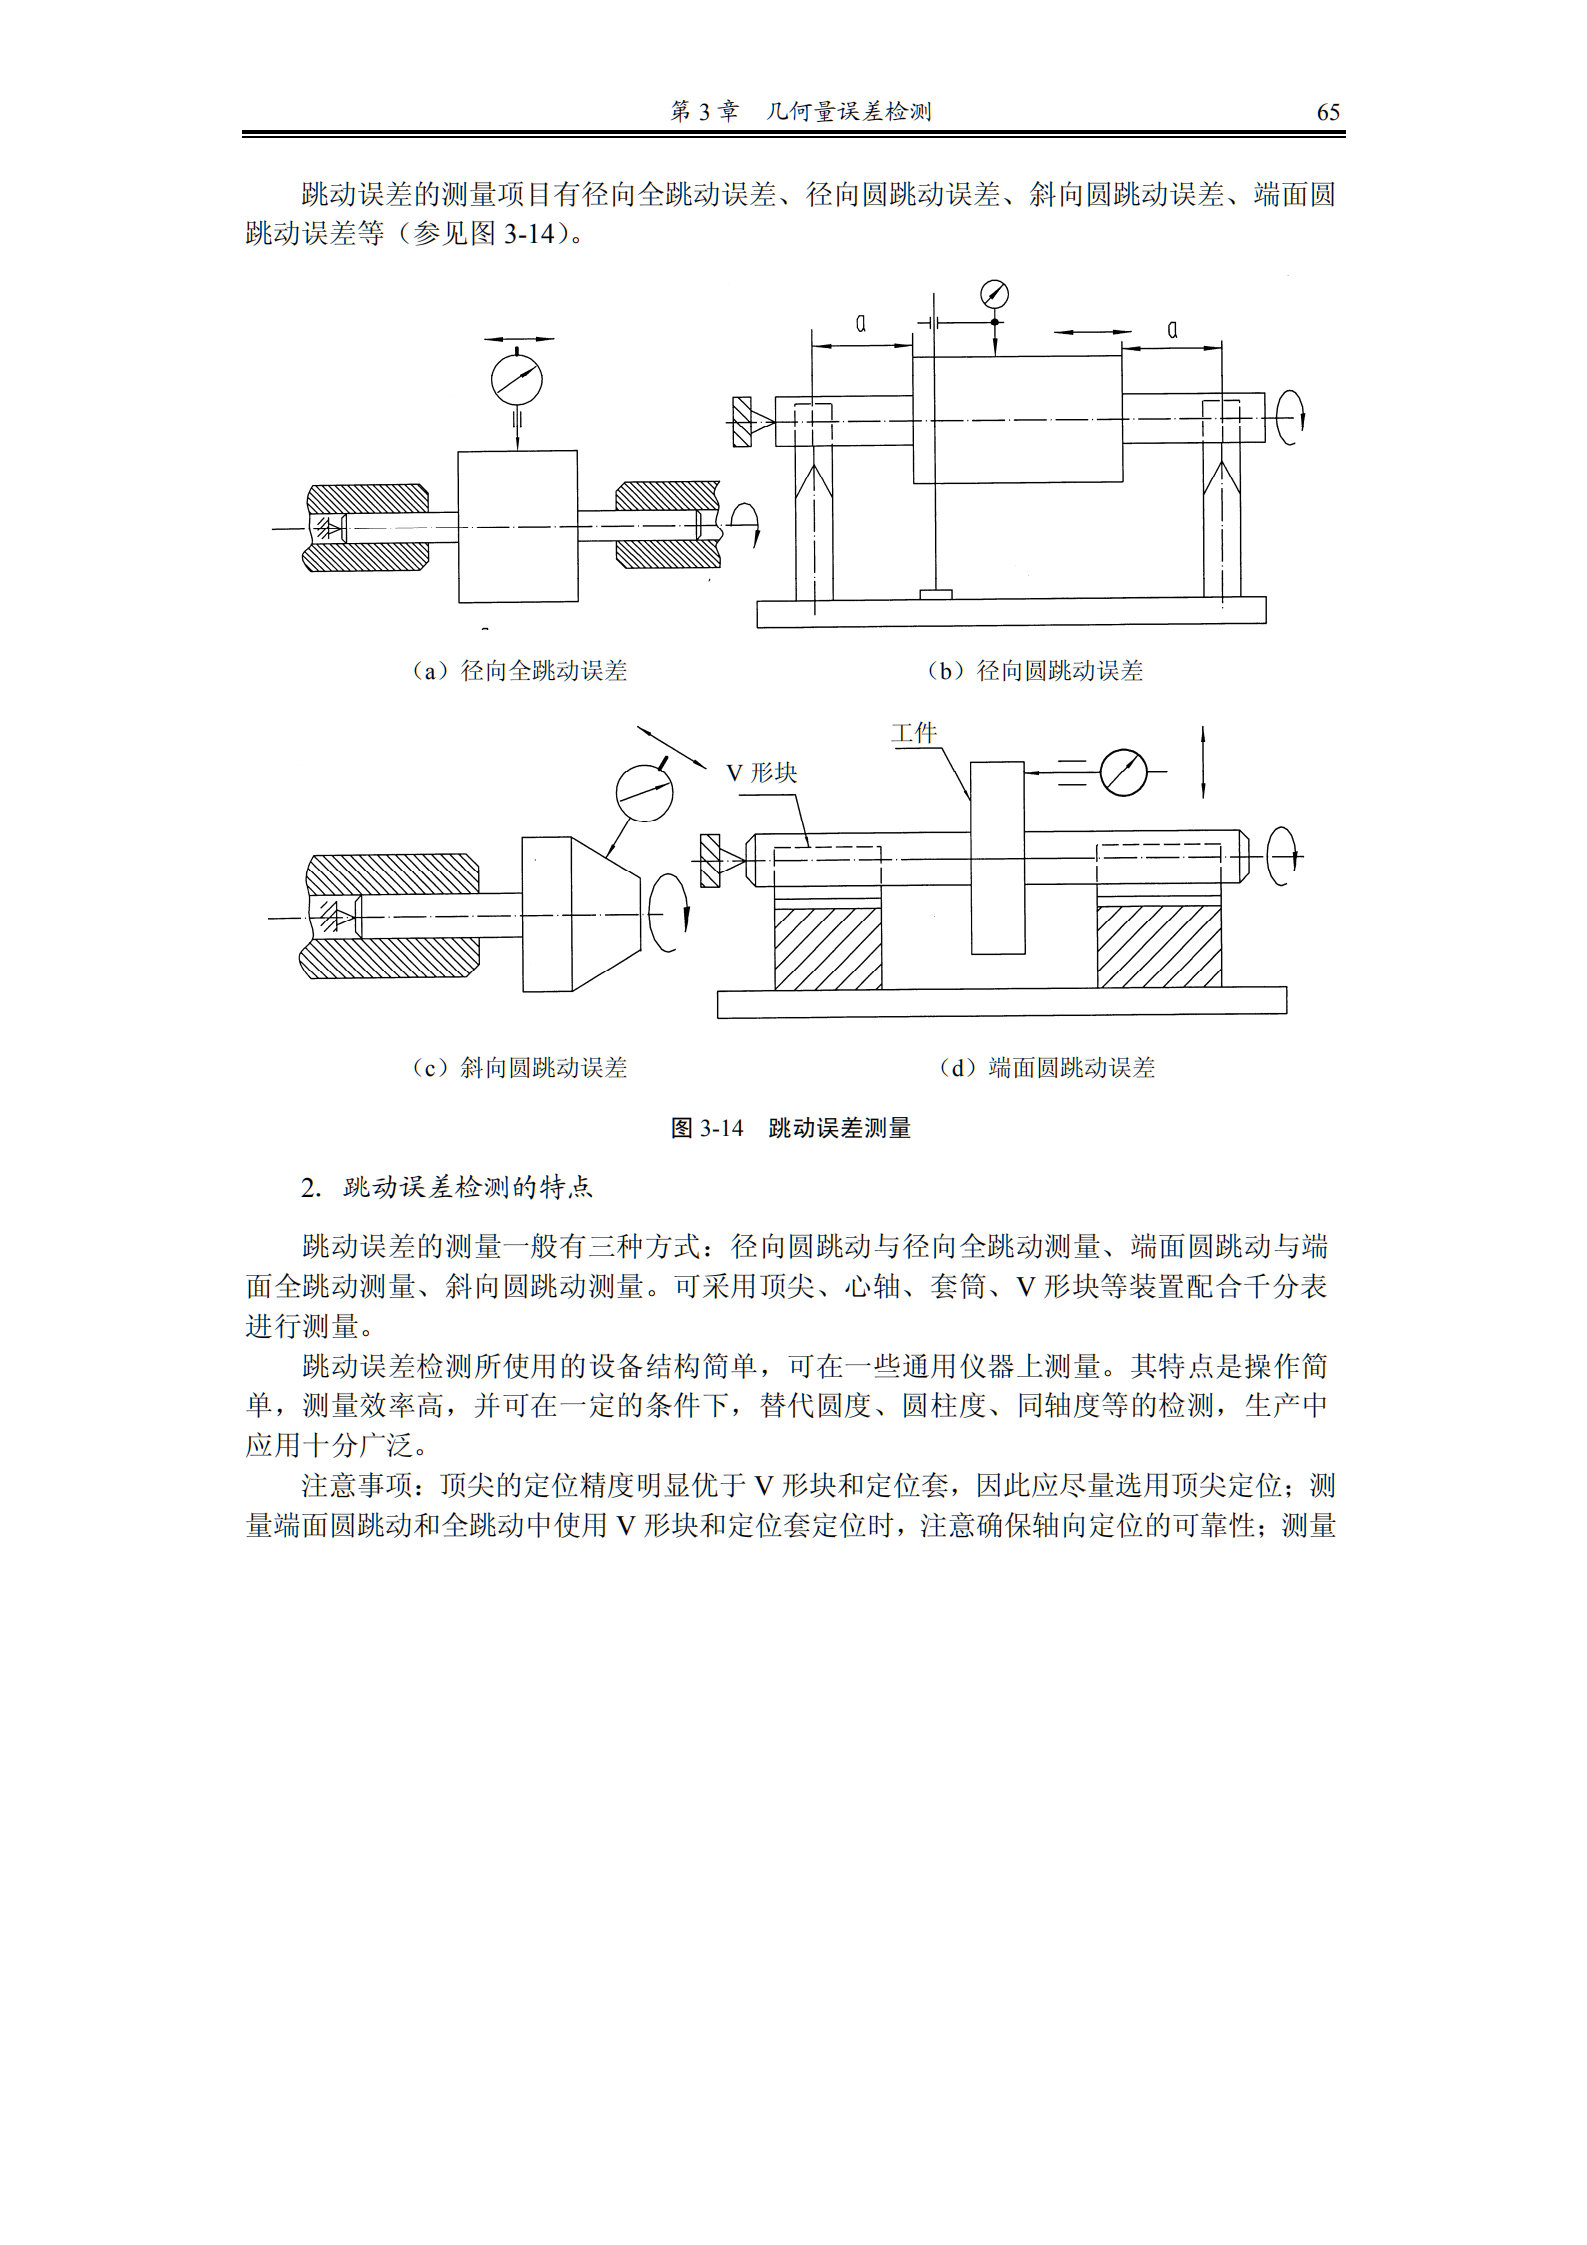 第 3 章 几何量误差检测 65
跳动误差的测量项目有径向全跳动误差、径向圆跳动误差、斜向圆跳动误差、端面圆
跳动误差等（参见图 3-14）。
a
a
（a）径向全跳动误差 （b）径向圆跳动误差
工件
V 形块
（c）斜向圆跳动误差 （d）端面圆跳动误差
图 3-14 跳动误差测量
2．跳动误差检测的特点
跳动误差的测量一般有三种方式：径向圆跳动与径向全跳动测量、端面圆跳动与端
面全跳动测量、斜向圆跳动测量。可采用顶尖、心轴、套筒、V 形块等装置配合千分表
进行测量。
跳动误差检测所使用的设备结构简单，可在一些通用仪器上测量。其特点是操作简
单，测量效率高，并可在一定的条件下，替代圆度、圆柱度、同轴度等的检测，生产中
应用十分广泛。
注意事项：顶尖的定位精度明显优于 V 形块和定位套，因此应尽量选用顶尖定位；测
量端面圆跳动和全跳动中使用 V 形块和定位套定位时，注意确保轴向定位的可靠性；测量